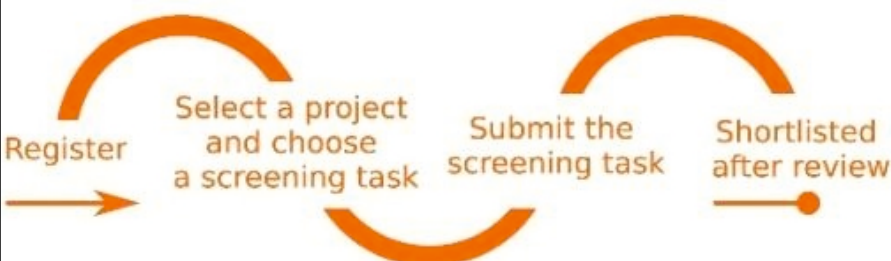 Register
Select a project
and choose
a screening task
Submit the
screening task
Shortlisted
after review